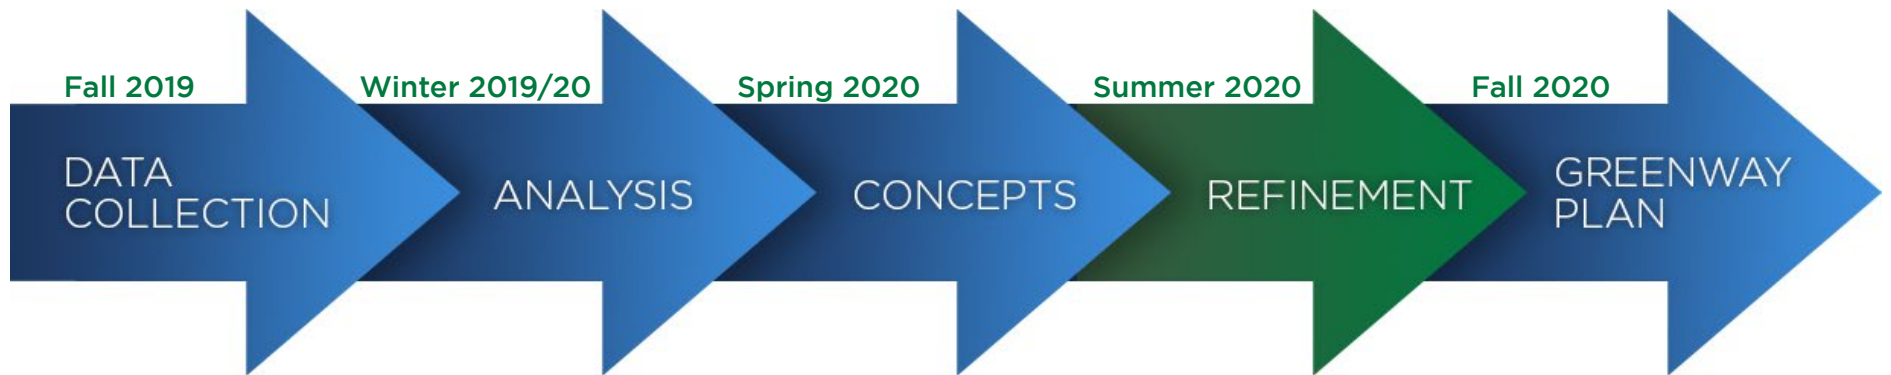 Fall 2019
Winter 2019/20
Spring 2020
Summer 2020
Fall 2020
DATA
COLLECTION
ANALYSIS
CONCEPTS
REFINEMENT
GREENWAY
PLAN